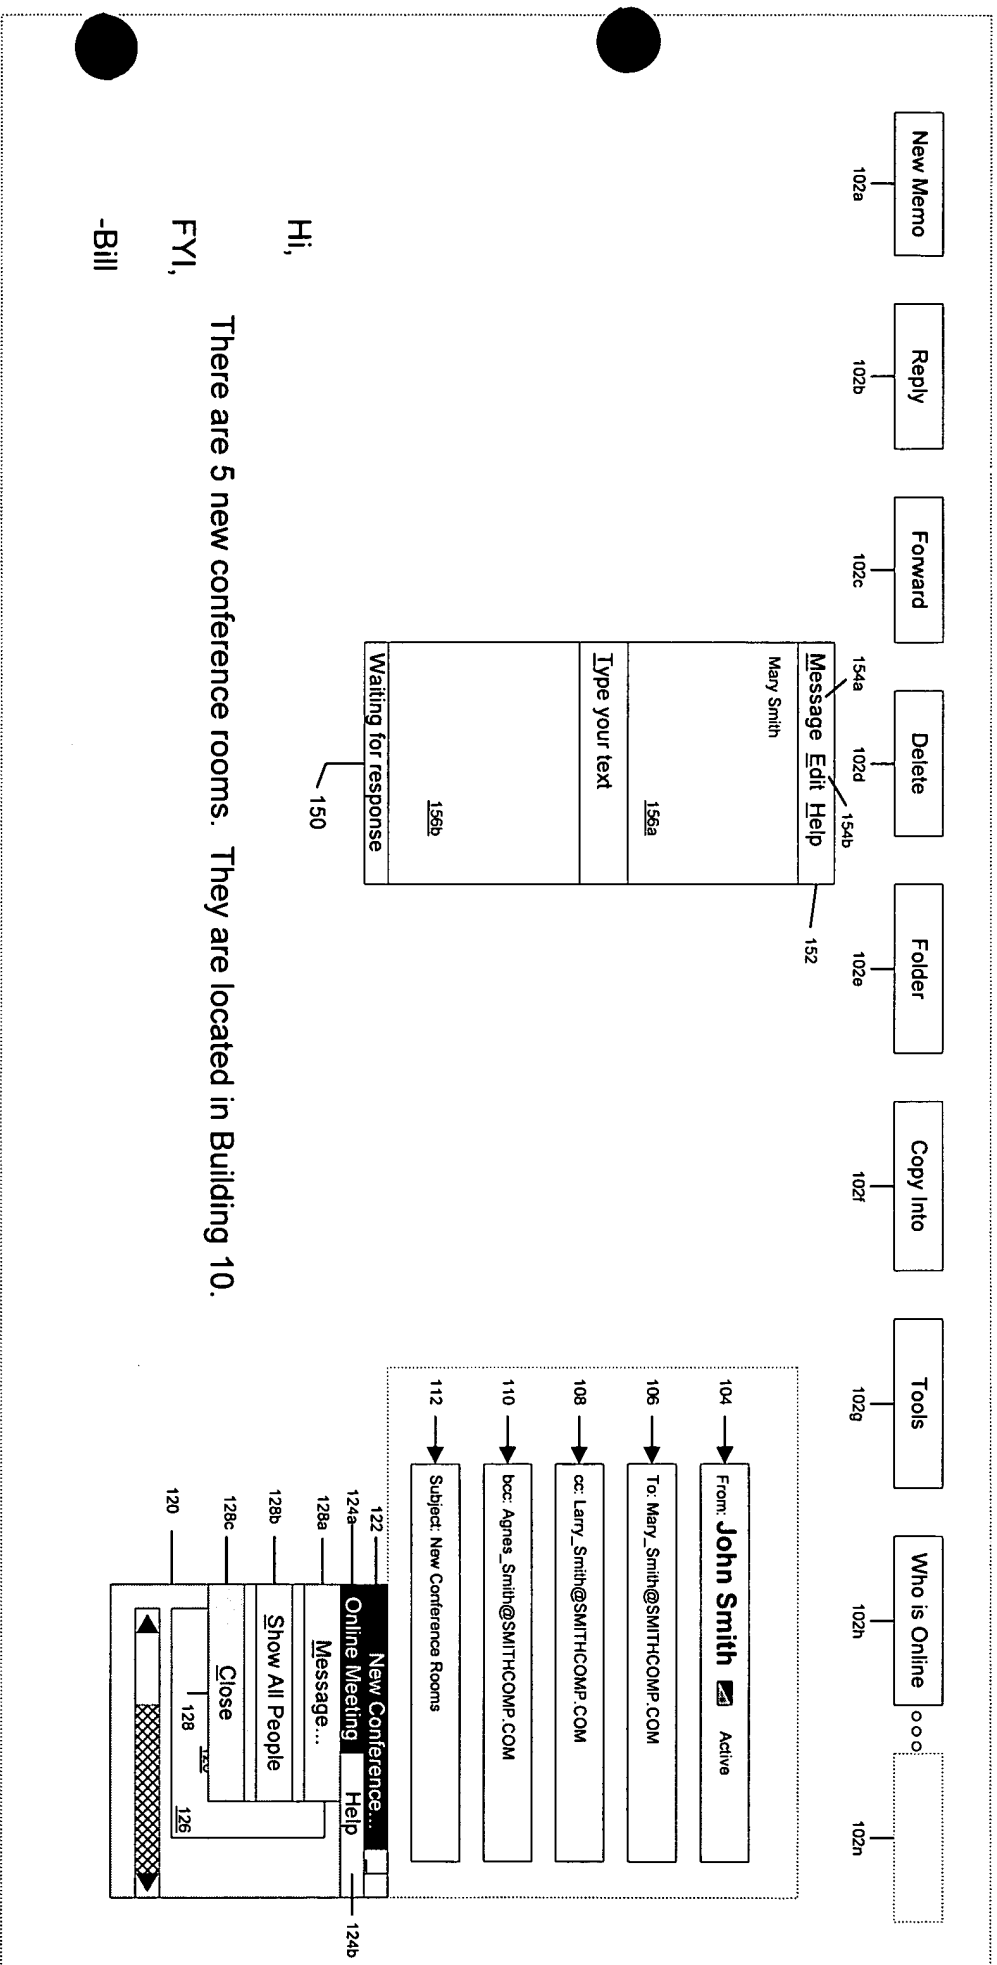 New Memo
Reply
Forward
Delete
Folder
Copy Into
Tools
Who is Online
102a
102b
102c
102d
102e
102f
102g
102h
102n
154a
154b
Message Edit Help
152
Mary Smith
156a
Type your text
156b
Waiting for response
150
104
From: John Smith Active
106
To: Mary_Smith@SMITHCOMP.COM
108
cc: Larry_Smith@SMITHCOMP.COM
110
bcc: Agnes_Smith@SMITHCOMP.COM
112
Subject: New Conference Rooms
122
New Conference...
124a
Online Meeting Help
124b
128a
Message...
128b
Show All People
128c
Close
128
126
120
Hi,
There are 5 new conference rooms. They are located in Building 10.
FYI,
-Bill